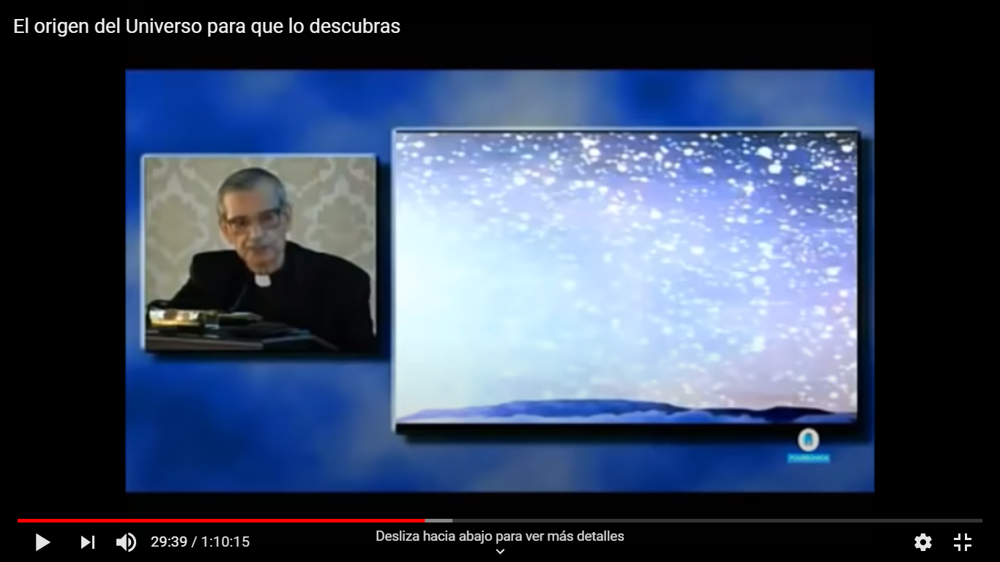 El origen del Universo para que lo descubras
29:39 / 1:10:15
Desliza hacia abajo para ver más detalles